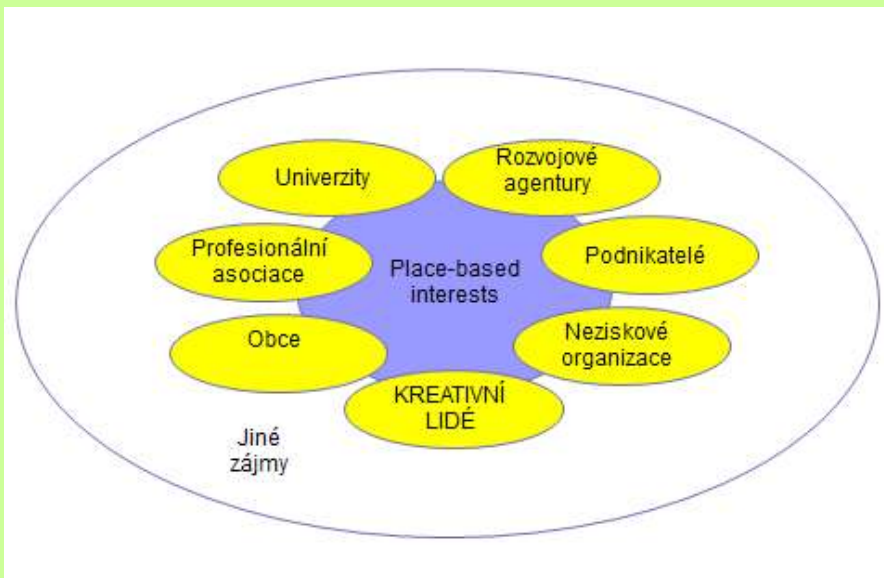 Univerzity
Rozvojové
agentury
Profesionální
asociace
Place-based
interests
Podnikatelé
Obce
Neziskové
organizace
KREATIVNÍ
LIDÉ
Jiné
zájmy